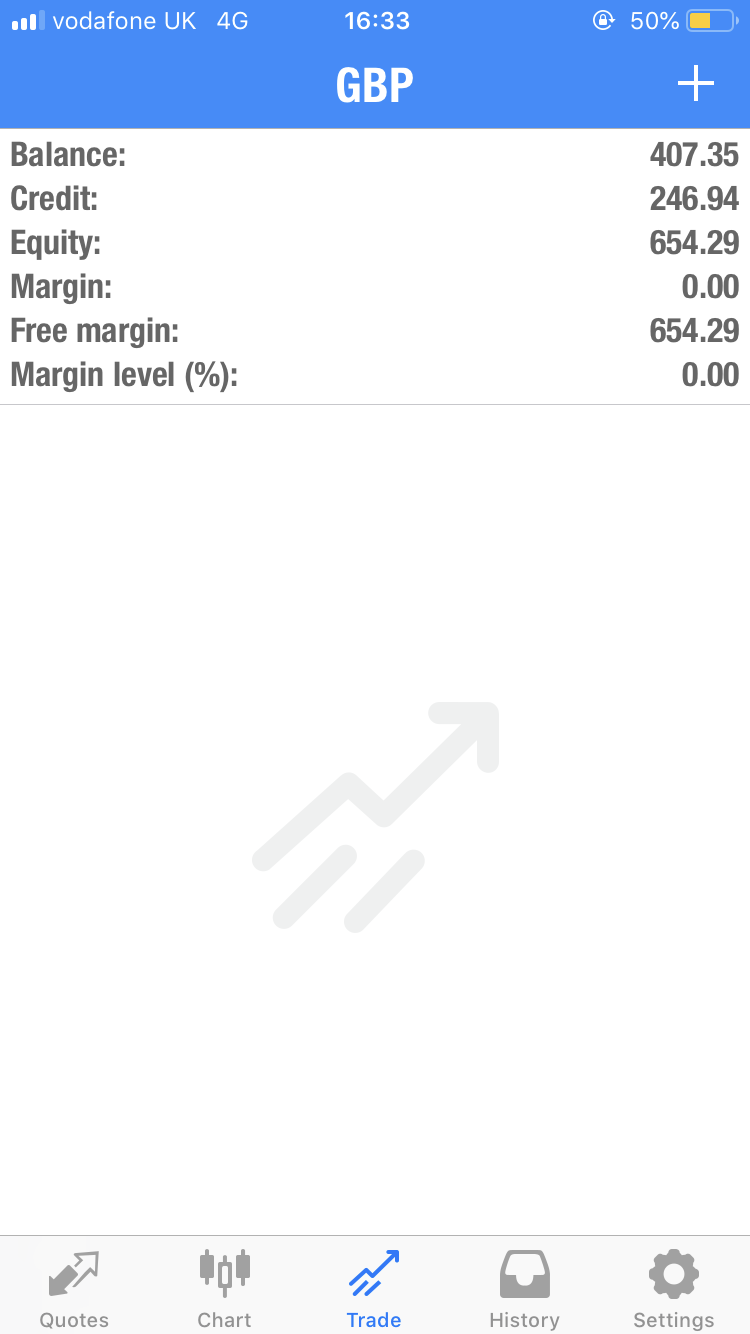 vodafone UK 4G 16:33 50%
GBP
Balance: 407.35
Credit: 246.94
Equity: 654.29
Margin: 0.00
Free margin: 654.29
Margin level (%): 0.00
Quotes Chart Trade History Settings